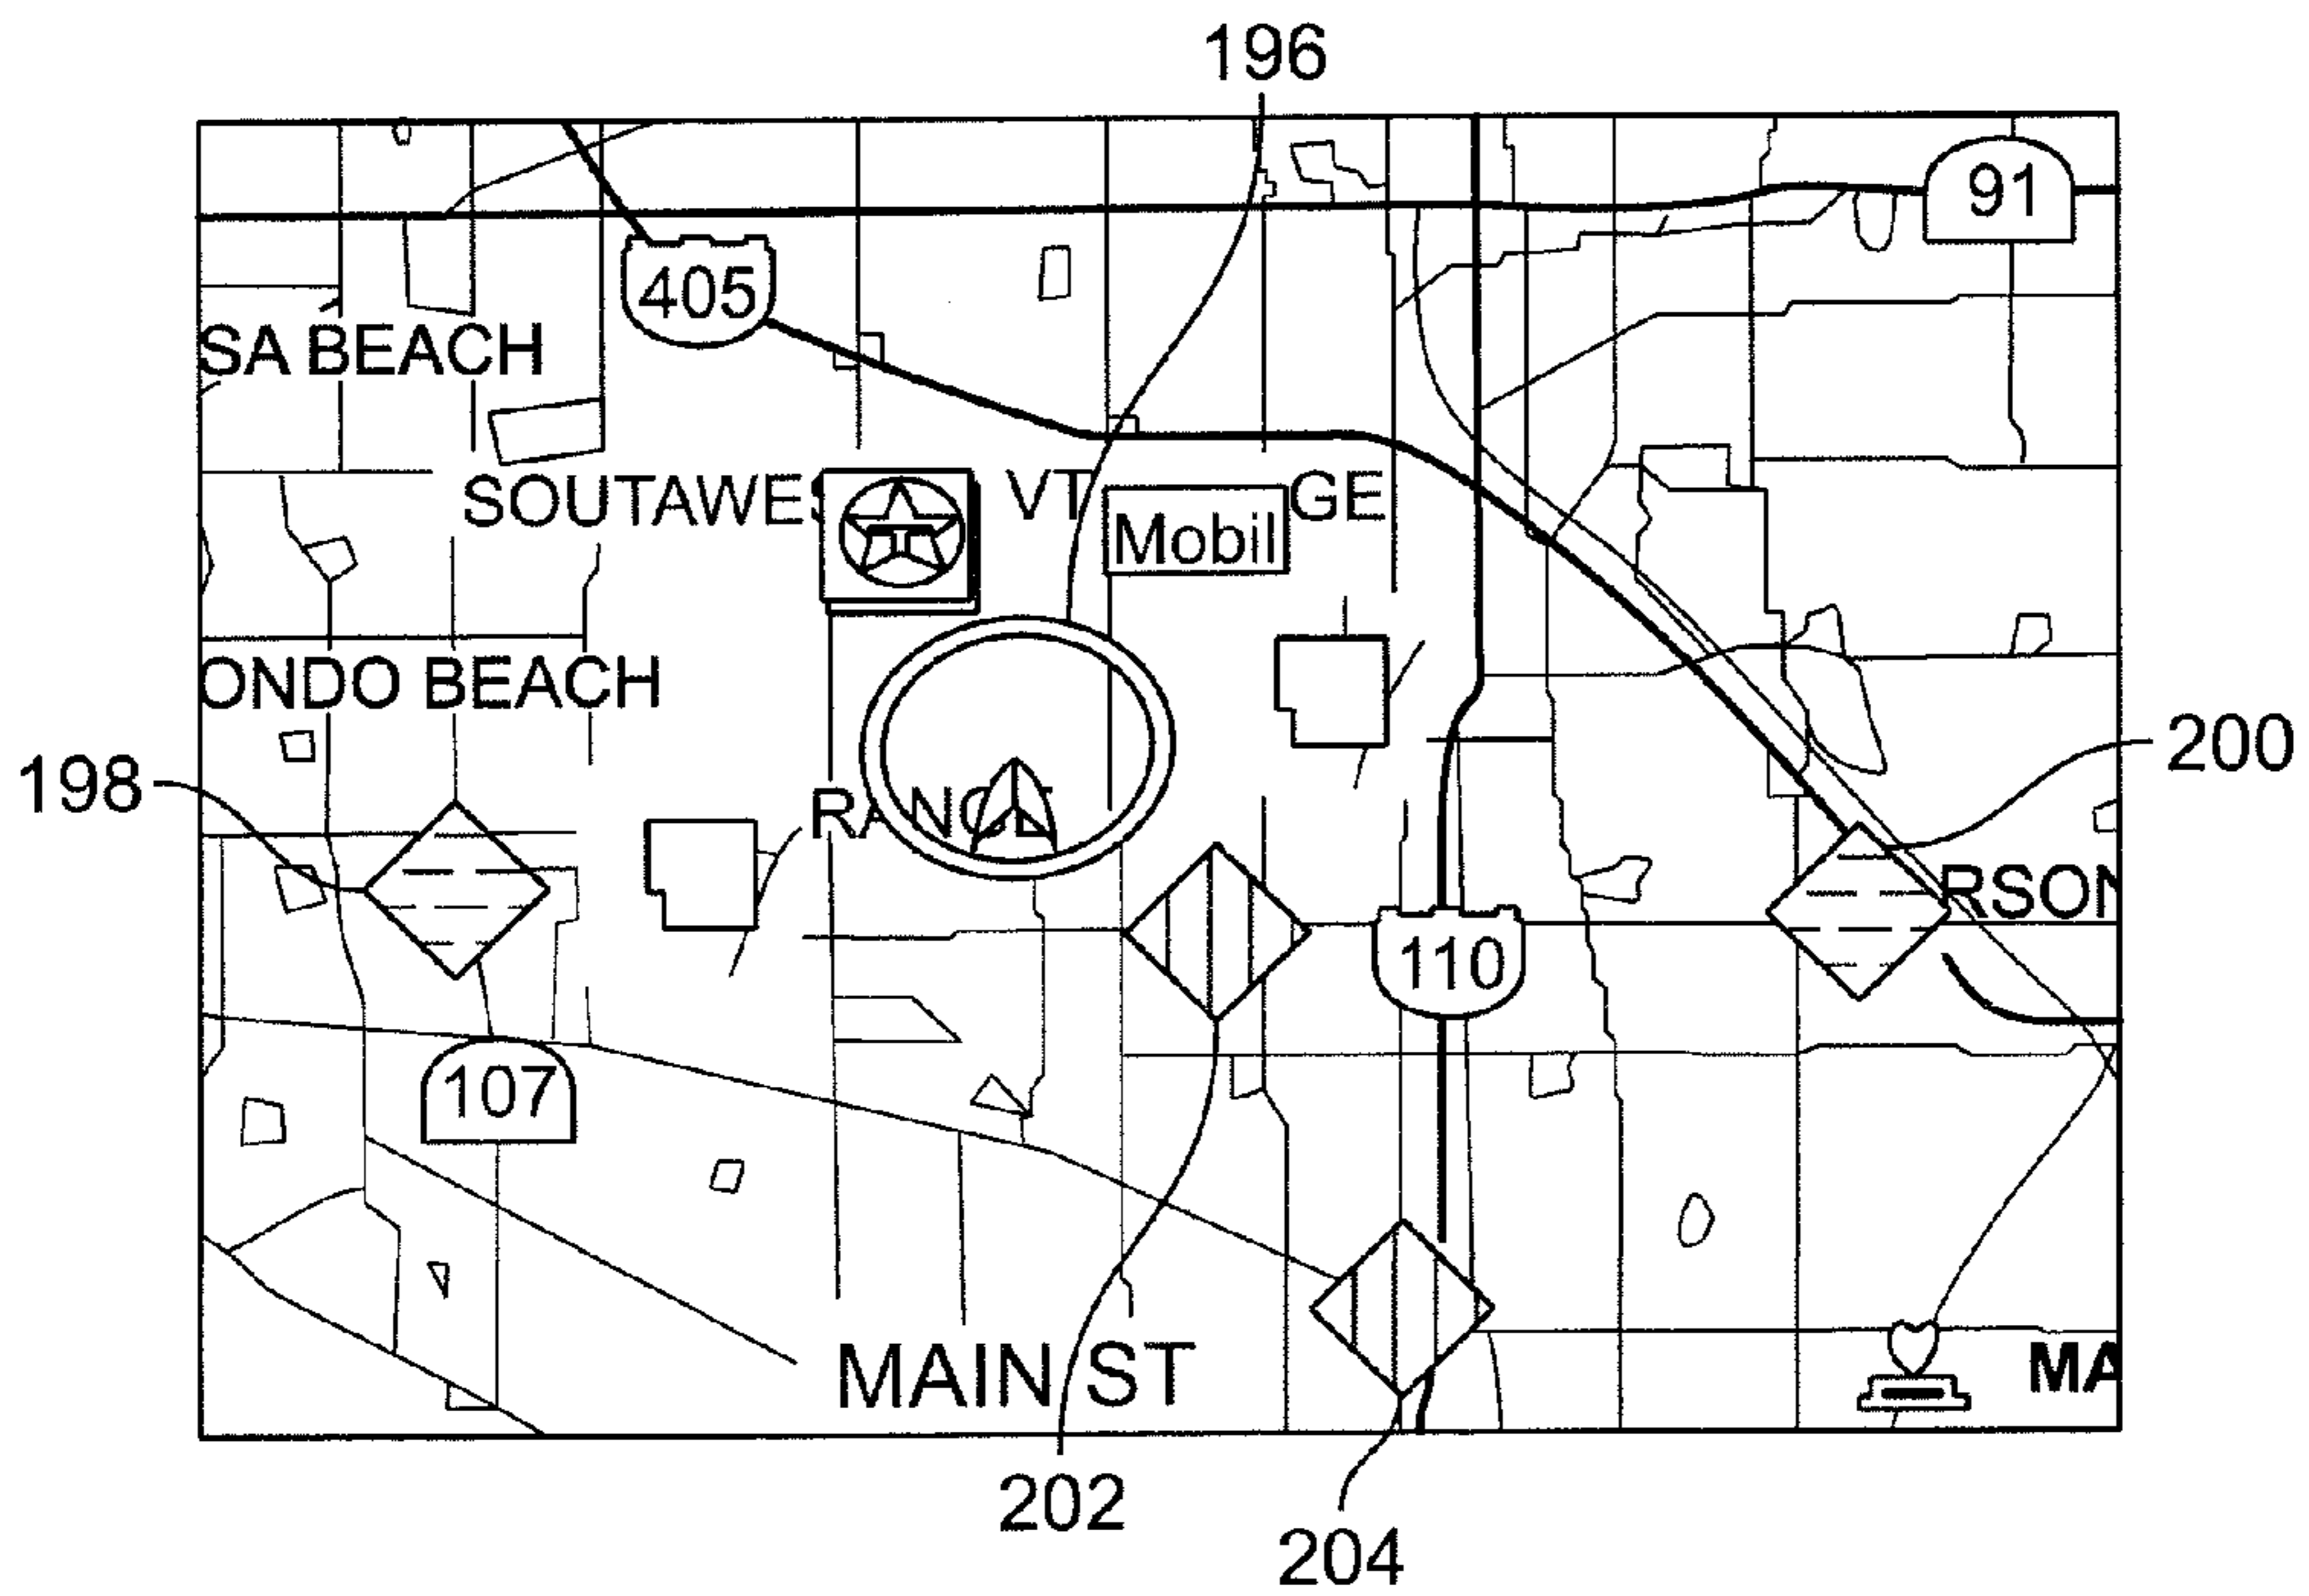 196
91
405
SA BEACH
SOUTAWES VT GE
T
Mobil
ONDO BEACH
200
198
RANGE
RSON
110
107
MAIN ST
MA
202
204